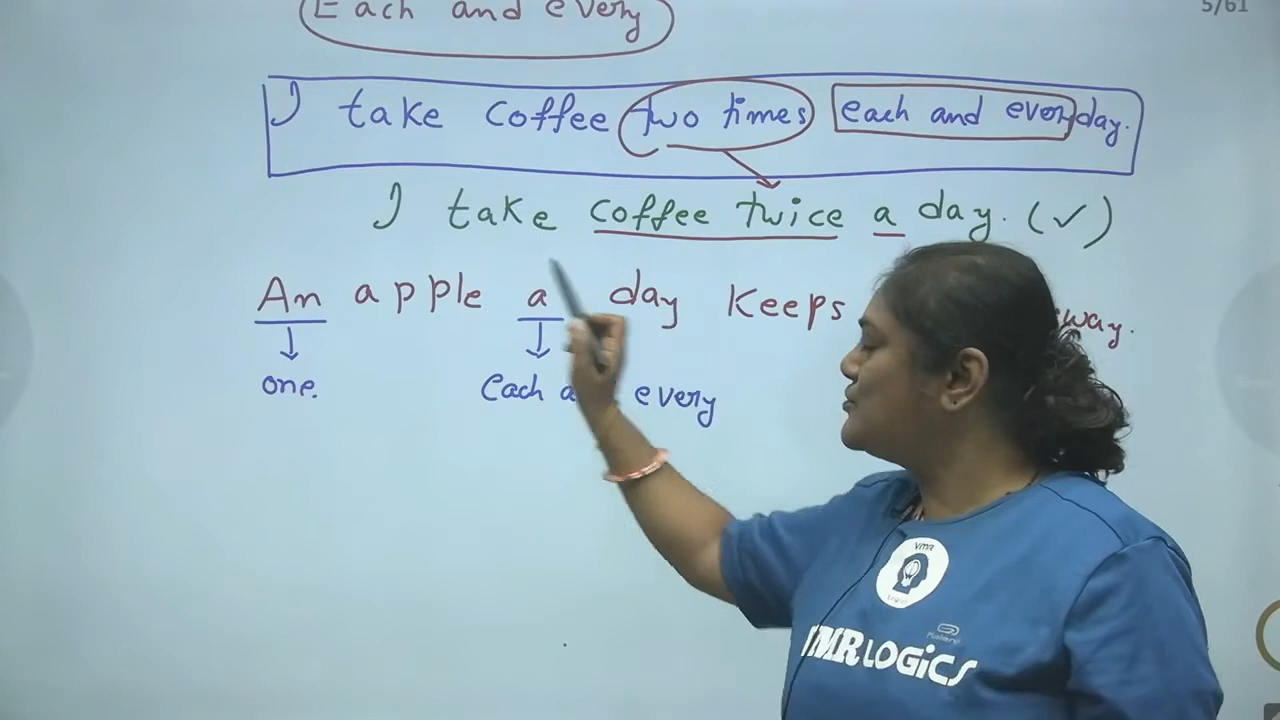 5/61
Each and every
I take Coffee two times each and every day.
I take coffee twice a day. (✓)
An apple a day Keeps way.
one.
Each a every
VMR
LOGICS
VMRLOGICS